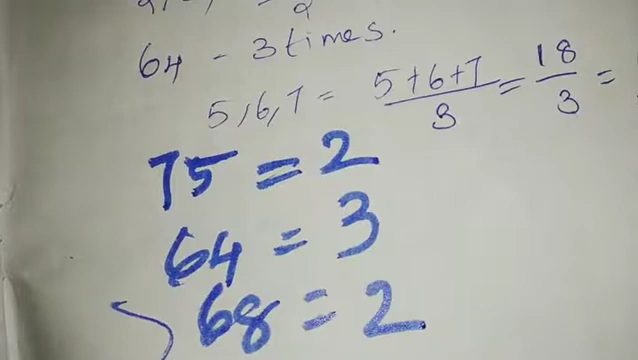 64 - 3 times.
5,6,7 = 5+6+7/3 = 18/3 =
75 = 2
64 = 3
68 = 2